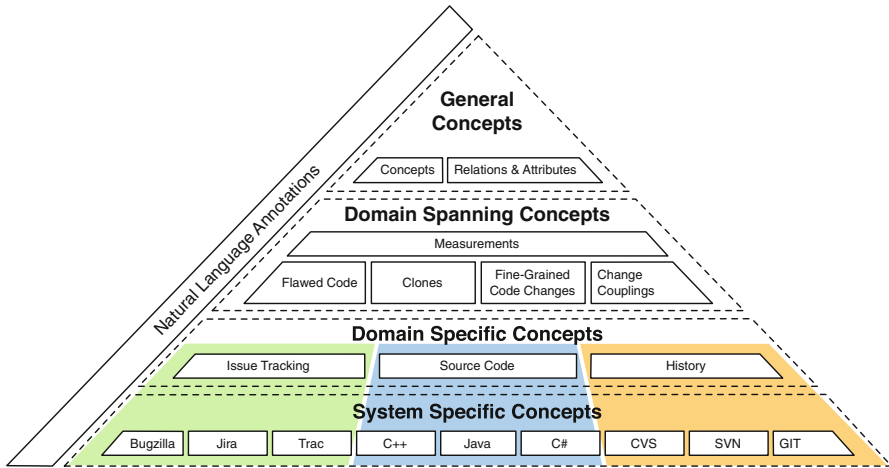 General
Concepts
Concepts
Relations & Attributes
Natural Language Annotations
Domain Spanning Concepts
Measurements
Flawed Code
Clones
Fine-Grained
Code Changes
Change
Couplings
Domain Specific Concepts
Issue Tracking
Source Code
History
System Specific Concepts
Bugzilla
Jira
Trac
C++
Java
C#
CVS
SVN
GIT